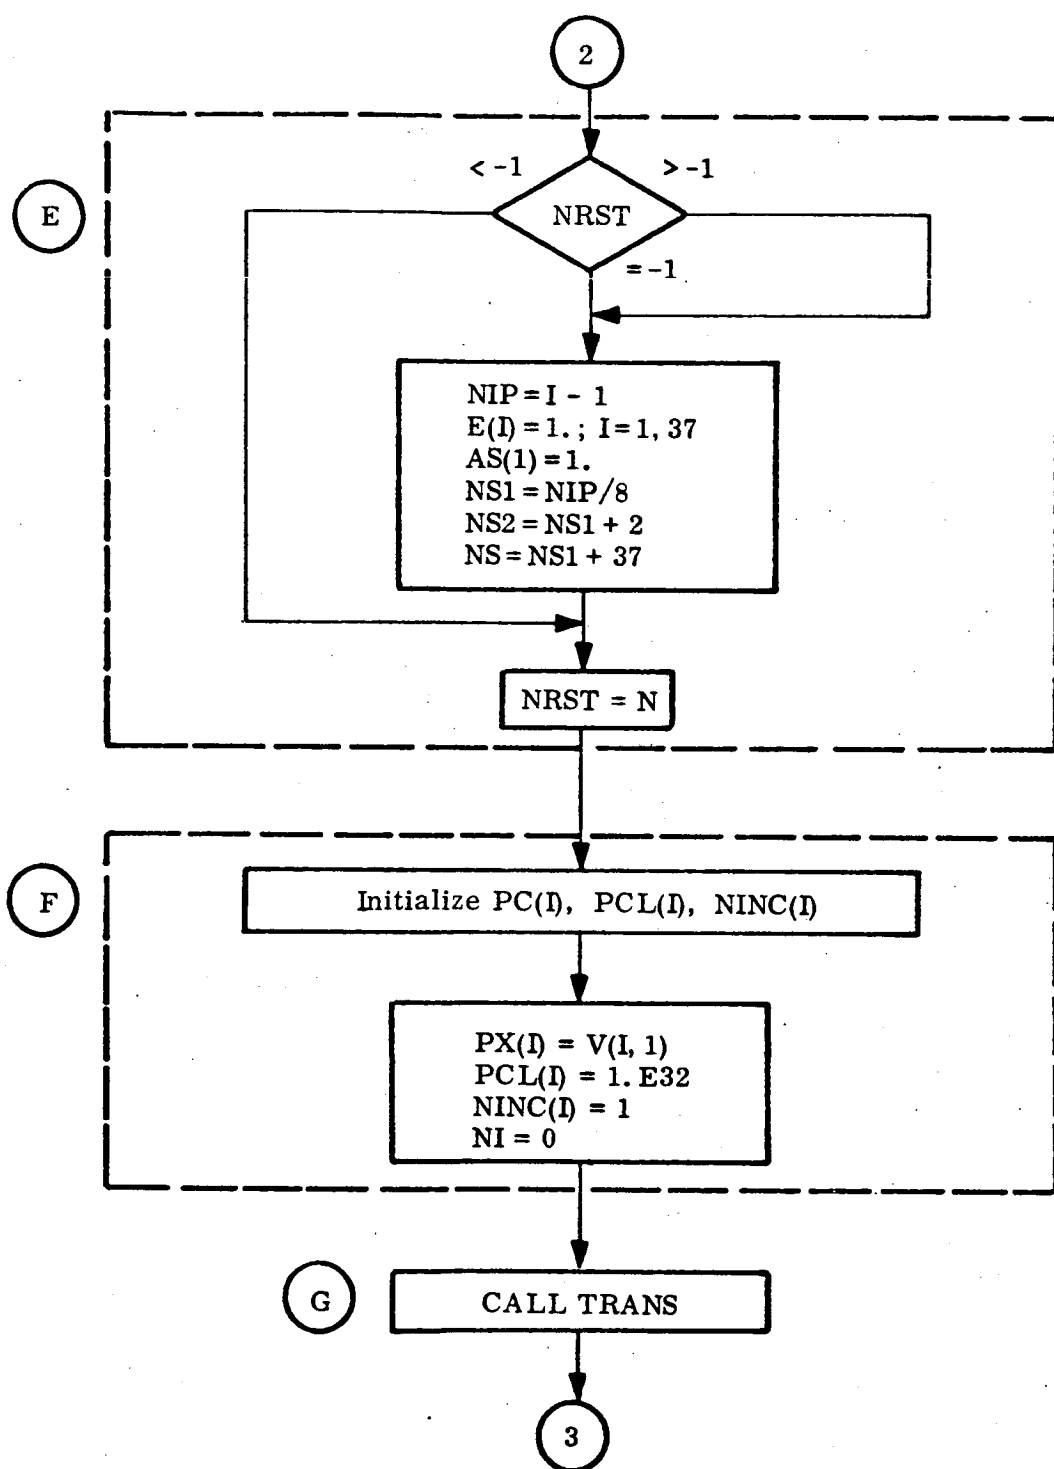 2
< -1
> -1
E
NRST
= -1
NIP = I - 1
E(I) = 1. ; I = 1, 37
AS(1) = 1.
NS1 = NIP/8
NS2 = NS1 + 2
NS = NS1 + 37
NRST = N
F
Initialize PC(I), PCL(I), NINC(I)
PX(I) = V(I, 1)
PCL(I) = 1. E32
NINC(I) = 1
NI = 0
G
CALL TRANS
3